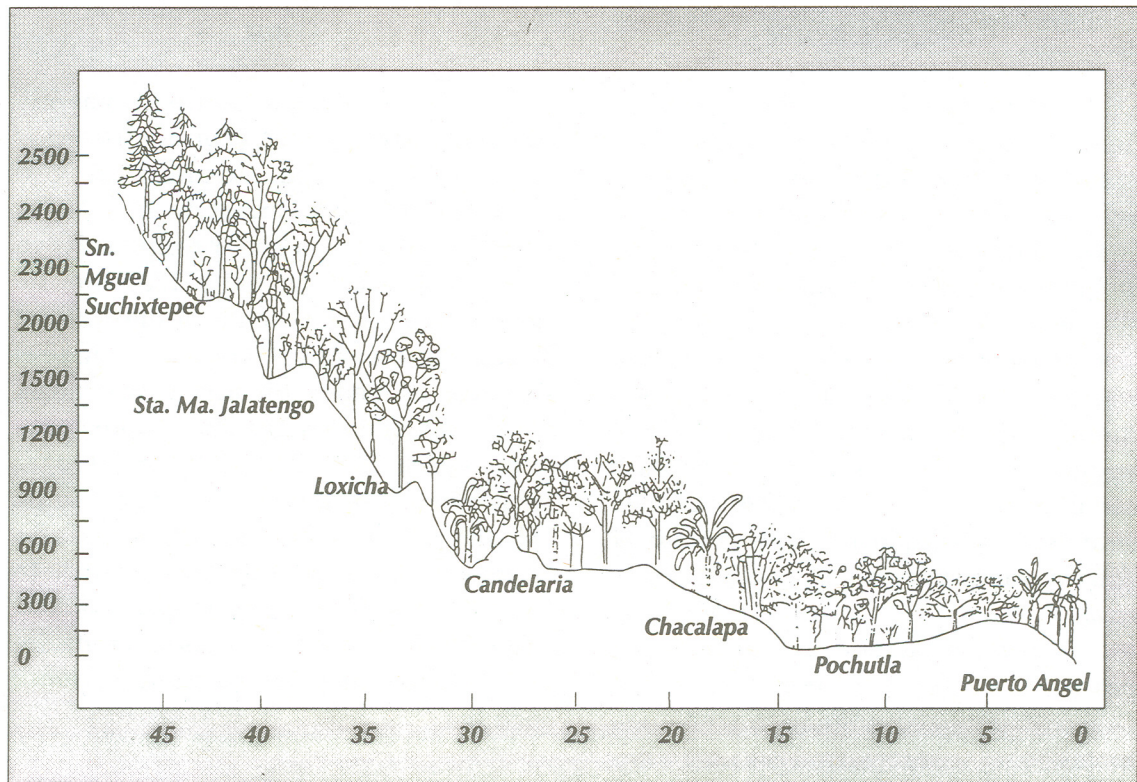 2500
2400
2300
2000
1500
1200
900
600
300
0
Sn.
Mguel
Suchixtepec
Sta. Ma. Jalatengo
Loxicha
Candelaria
Chacalapa
Pochutla
Puerto Angel
45 40 35 30 25 20 15 10 5 0